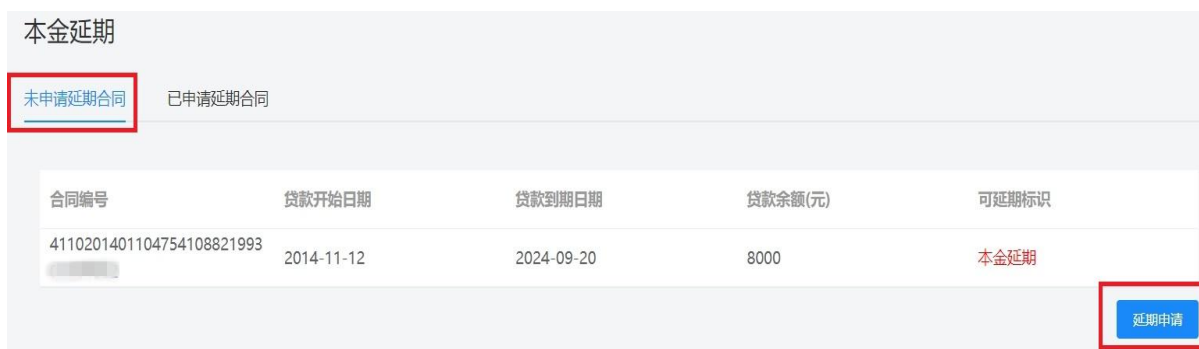 本金延期
未申请延期合同 已申请延期合同
合同编号 贷款开始日期 贷款到期日期 贷款余额(元) 可延期标识
4110201401104754108821993 2014-11-12 2024-09-20 8000 本金延期
延期申请